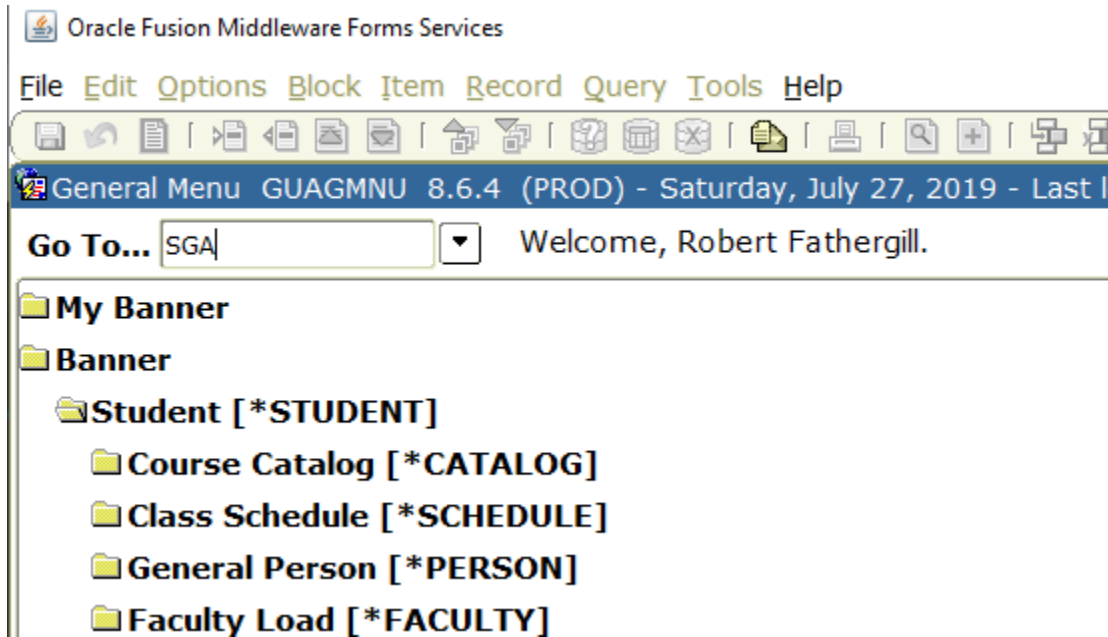 Oracle Fusion Middleware Forms Services
File Edit Options Block Item Record Query Tools Help
General Menu GUAGMNU 8.6.4 (PROD) - Saturday, July 27, 2019 - Last
Go To... SGA Welcome, Robert Fathergill.
My Banner
Banner
Student [*STUDENT]
Course Catalog [*CATALOG]
Class Schedule [*SCHEDULE]
General Person [*PERSON]
Faculty Load [*FACULTY]